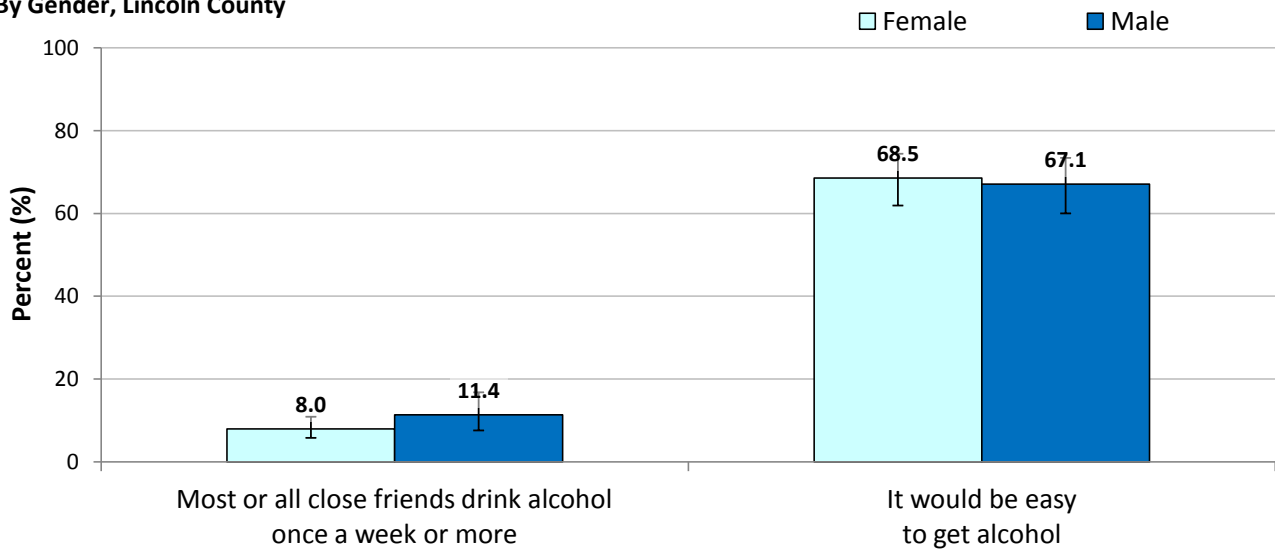 By Gender, Lincoln County
Female Male
100
80
60
40
20
0
Percent (%)
8.0
11.4
68.5
67.1
Most or all close friends drink alcohol
once a week or more
It would be easy
to get alcohol